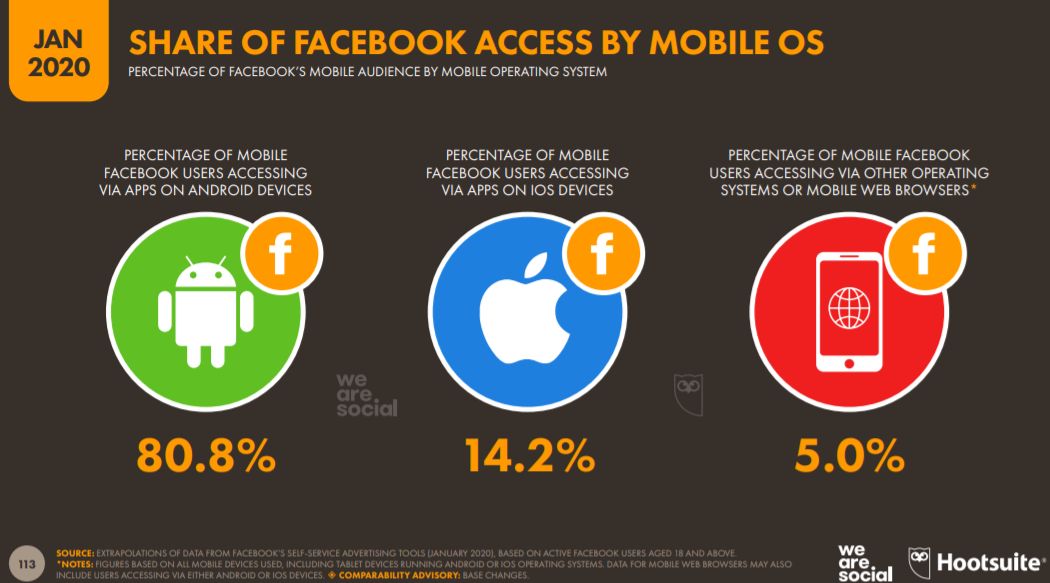 JAN
2020
SHARE OF FACEBOOK ACCESS BY MOBILE OS
PERCENTAGE OF FACEBOOK'S MOBILE AUDIENCE BY MOBILE OPERATING SYSTEM
PERCENTAGE OF MOBILE
FACEBOOK USERS ACCESSING
VIA APPS ON ANDROID DEVICES
f
80.8%
PERCENTAGE OF MOBILE
FACEBOOK USERS ACCESSING
VIA APPS ON IOS DEVICES
f
14.2%
PERCENTAGE OF MOBILE FACEBOOK
USERS ACCESSING VIA OTHER OPERATING
SYSTEMS OR MOBILE WEB BROWSERS*
f
5.0%
we
are.
social
113
SOURCE: EXTRAPOLATIONS OF DATA FROM FACEBOOK'S SELF-SERVICE ADVERTISING TOOLS (JANUARY 2020), BASED ON ACTIVE FACEBOOK USERS AGED 18 AND ABOVE.
*NOTES: FIGURES BASED ON ALL MOBILE DEVICES USED, INCLUDING TABLET DEVICES RUNNING ANDROID OR IOS OPERATING SYSTEMS. DATA FOR MOBILE WEB BROWSERS MAY ALSO
INCLUDE USERS ACCESSING VIA EITHER ANDROID OR IOS DEVICES. ◈ COMPARABILITY ADVISORY: BASE CHANGES.
we
are.
social
Hootsuite®